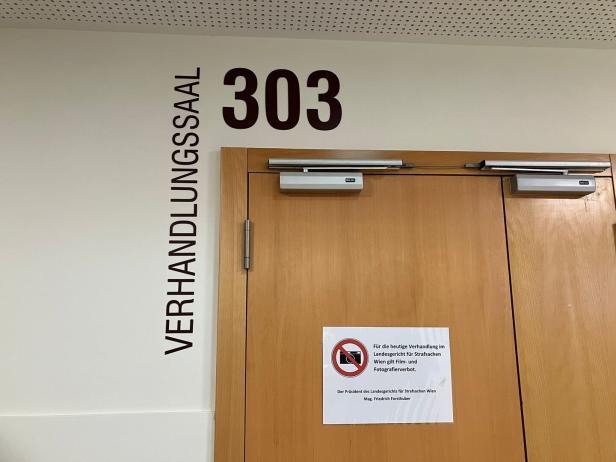 VERHANDLUNGSSAAL
303
Für die heutige Verhandlung im
Landesgericht für Strafsachen
Wien gilt Film- und
Fotografierverbot.
Der Präsident des Landesgerichts für Strafsachen Wien
Mag. Friedrich Forsthuber